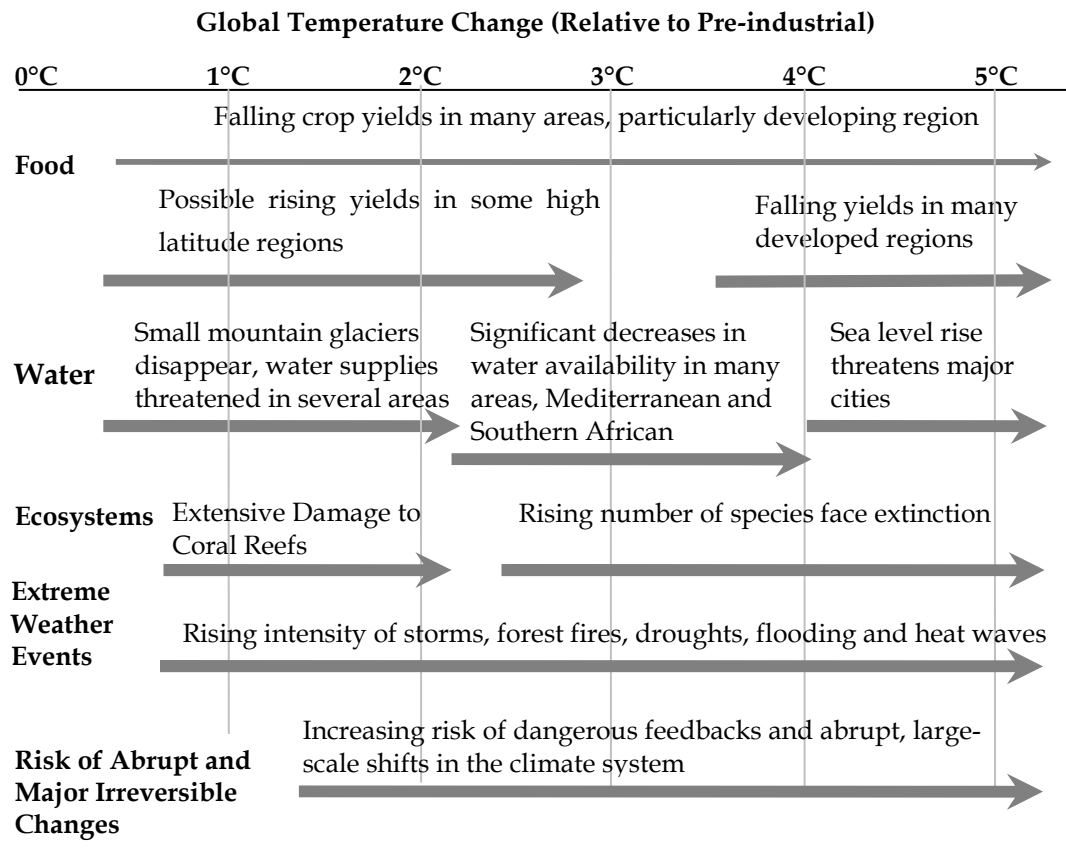 Global Temperature Change (Relative to Pre-industrial)
0°C 1°C 2°C 3°C 4°C 5°C
Falling crop yields in many areas, particularly developing region
Food
Possible rising yields in some high
latitude regions
Falling yields in many
developed regions
Water
Small mountain glaciers
disappear, water supplies
threatened in several areas
Significant decreases in
water availability in many
areas, Mediterranean and
Southern African
Sea level rise
threatens major
cities
Ecosystems
Extensive Damage to
Coral Reefs
Rising number of species face extinction
Extreme
Weather
Events
Rising intensity of storms, forest fires, droughts, flooding and heat waves
Risk of Abrupt and
Major Irreversible
Changes
Increasing risk of dangerous feedbacks and abrupt, large-
scale shifts in the climate system